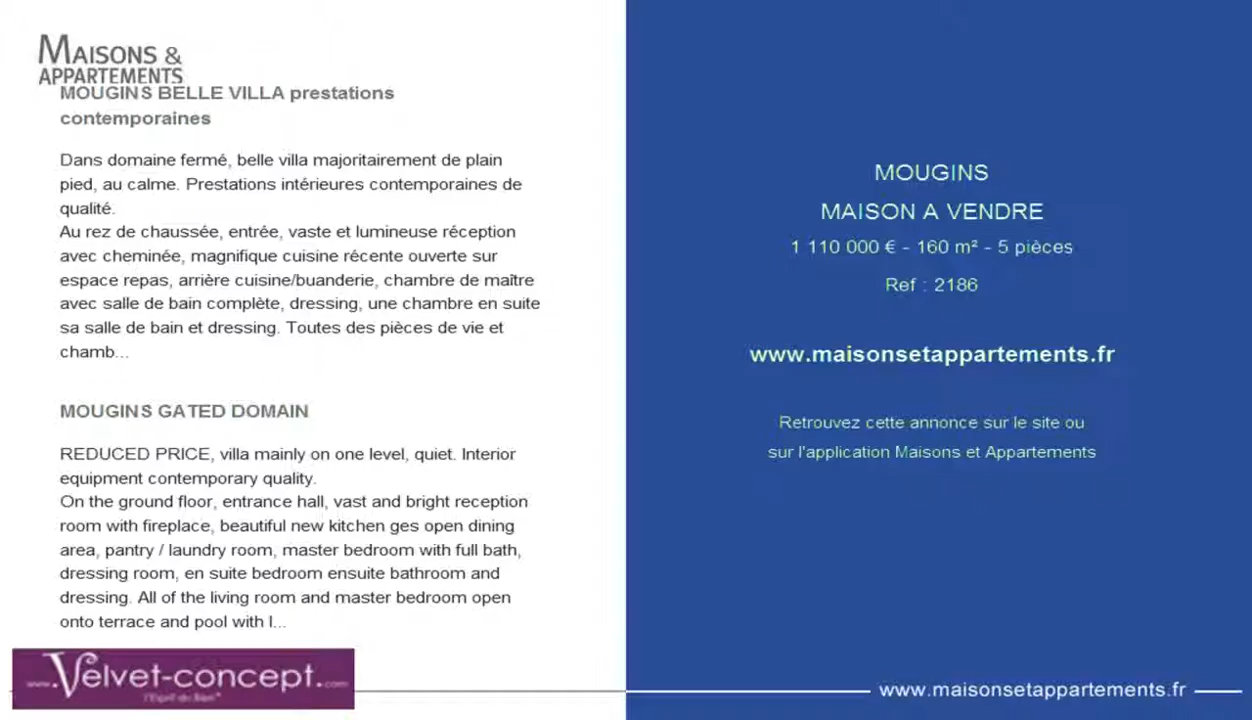 MAISONS &
APPARTEMENTS
MOUGINS BELLE VILLA prestations
contemporaines
Dans domaine fermé, belle villa majoritairement de plain
pied, au calme. Prestations intérieures contemporaines de
qualité.
Au rez de chaussée, entrée, vaste et lumineuse réception
avec cheminée, magnifique cuisine récente ouverte sur
espace repas, arrière cuisine/buanderie, chambre de maître
avec salle de bain complète, dressing, une chambre en suite
sa salle de bain et dressing. Toutes des pièces de vie et
chamb...
MOUGINS GATED DOMAIN
REDUCED PRICE, villa mainly on one level, quiet. Interior
equipment contemporary quality.
On the ground floor, entrance hall, vast and bright reception
room with fireplace, beautiful new kitchen ges open dining
area, pantry / laundry room, master bedroom with full bath,
dressing room, en suite bedroom ensuite bathroom and
dressing. All of the living room and master bedroom open
onto terrace and pool with l...
www.Velvet-concept.com
MOUGINS
MAISON A VENDRE
1 110 000 € - 160 m² - 5 pièces
Ref : 2186
www.maisonsetappartements.fr
Retrouvez cette annonce sur le site ou
sur l'application Maisons et Appartements
www.maisonsetappartements.fr